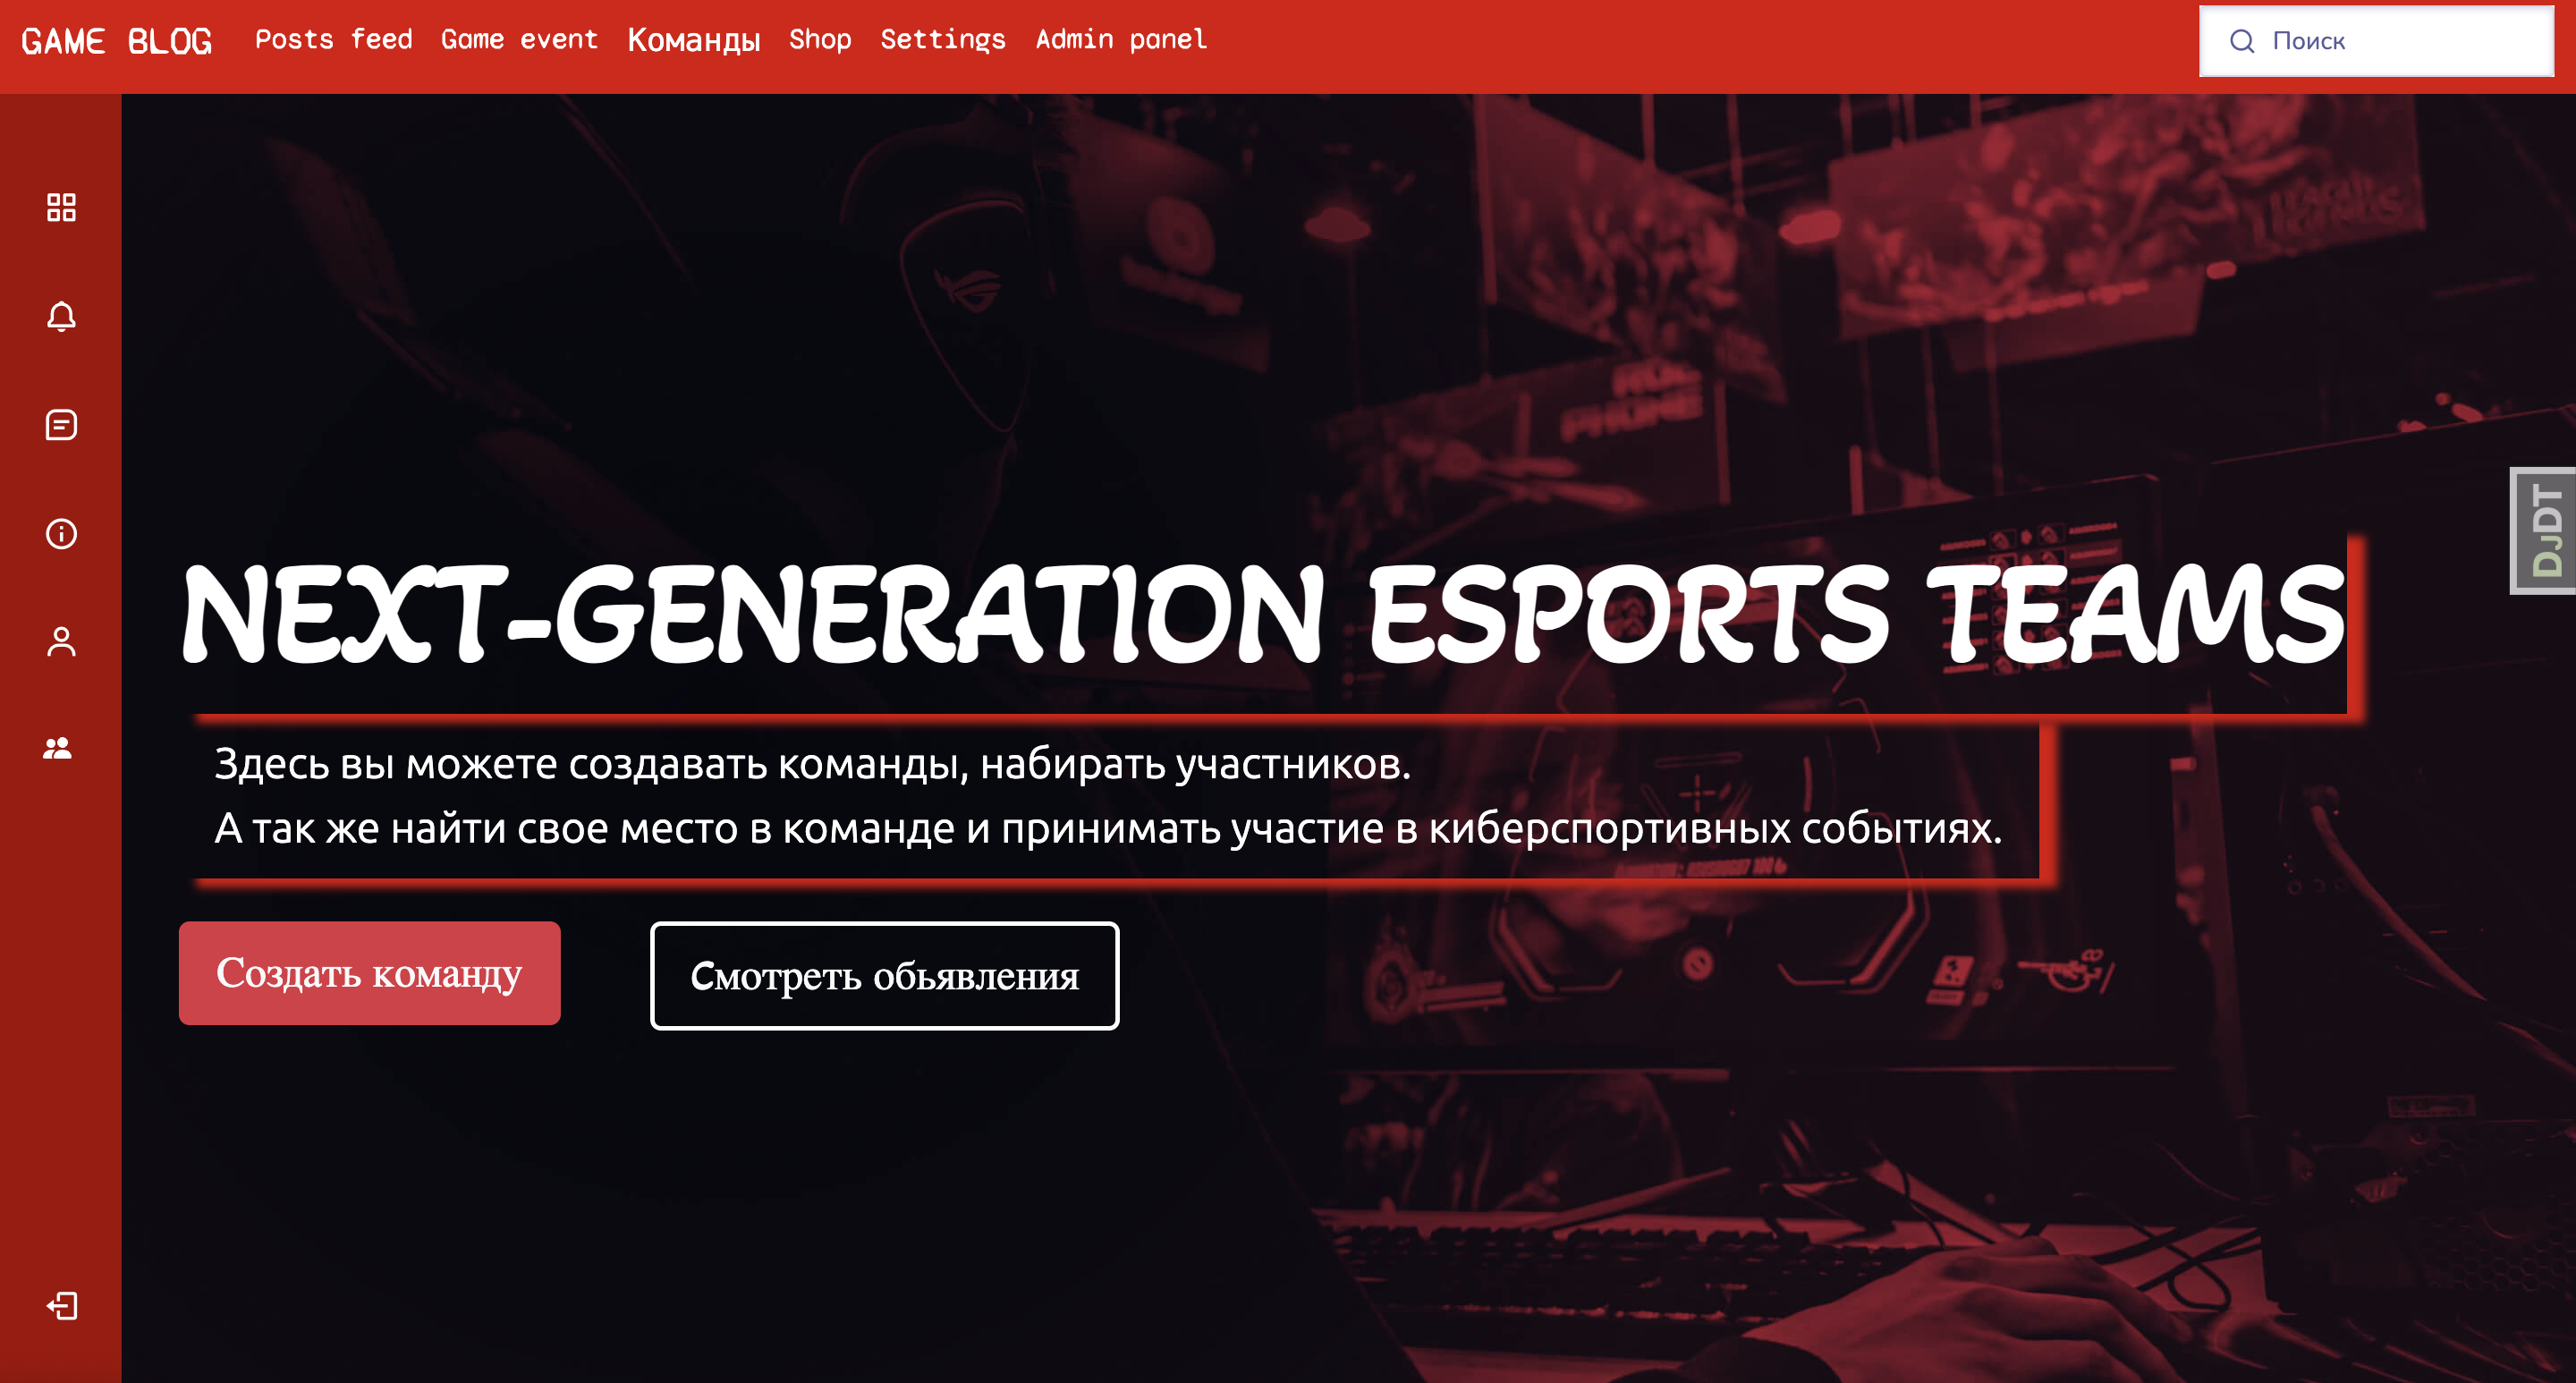 GAME BLOG Posts feed Game event Команды Shop Settings Admin panel Поиск
DJDT
NEXT-GENERATION ESPORTS TEAMS
Здесь вы можете создавать команды, набирать участников.
А так же найти свое место в команде и принимать участие в киберспортивных событиях.
Создать команду
Смотреть обьявления